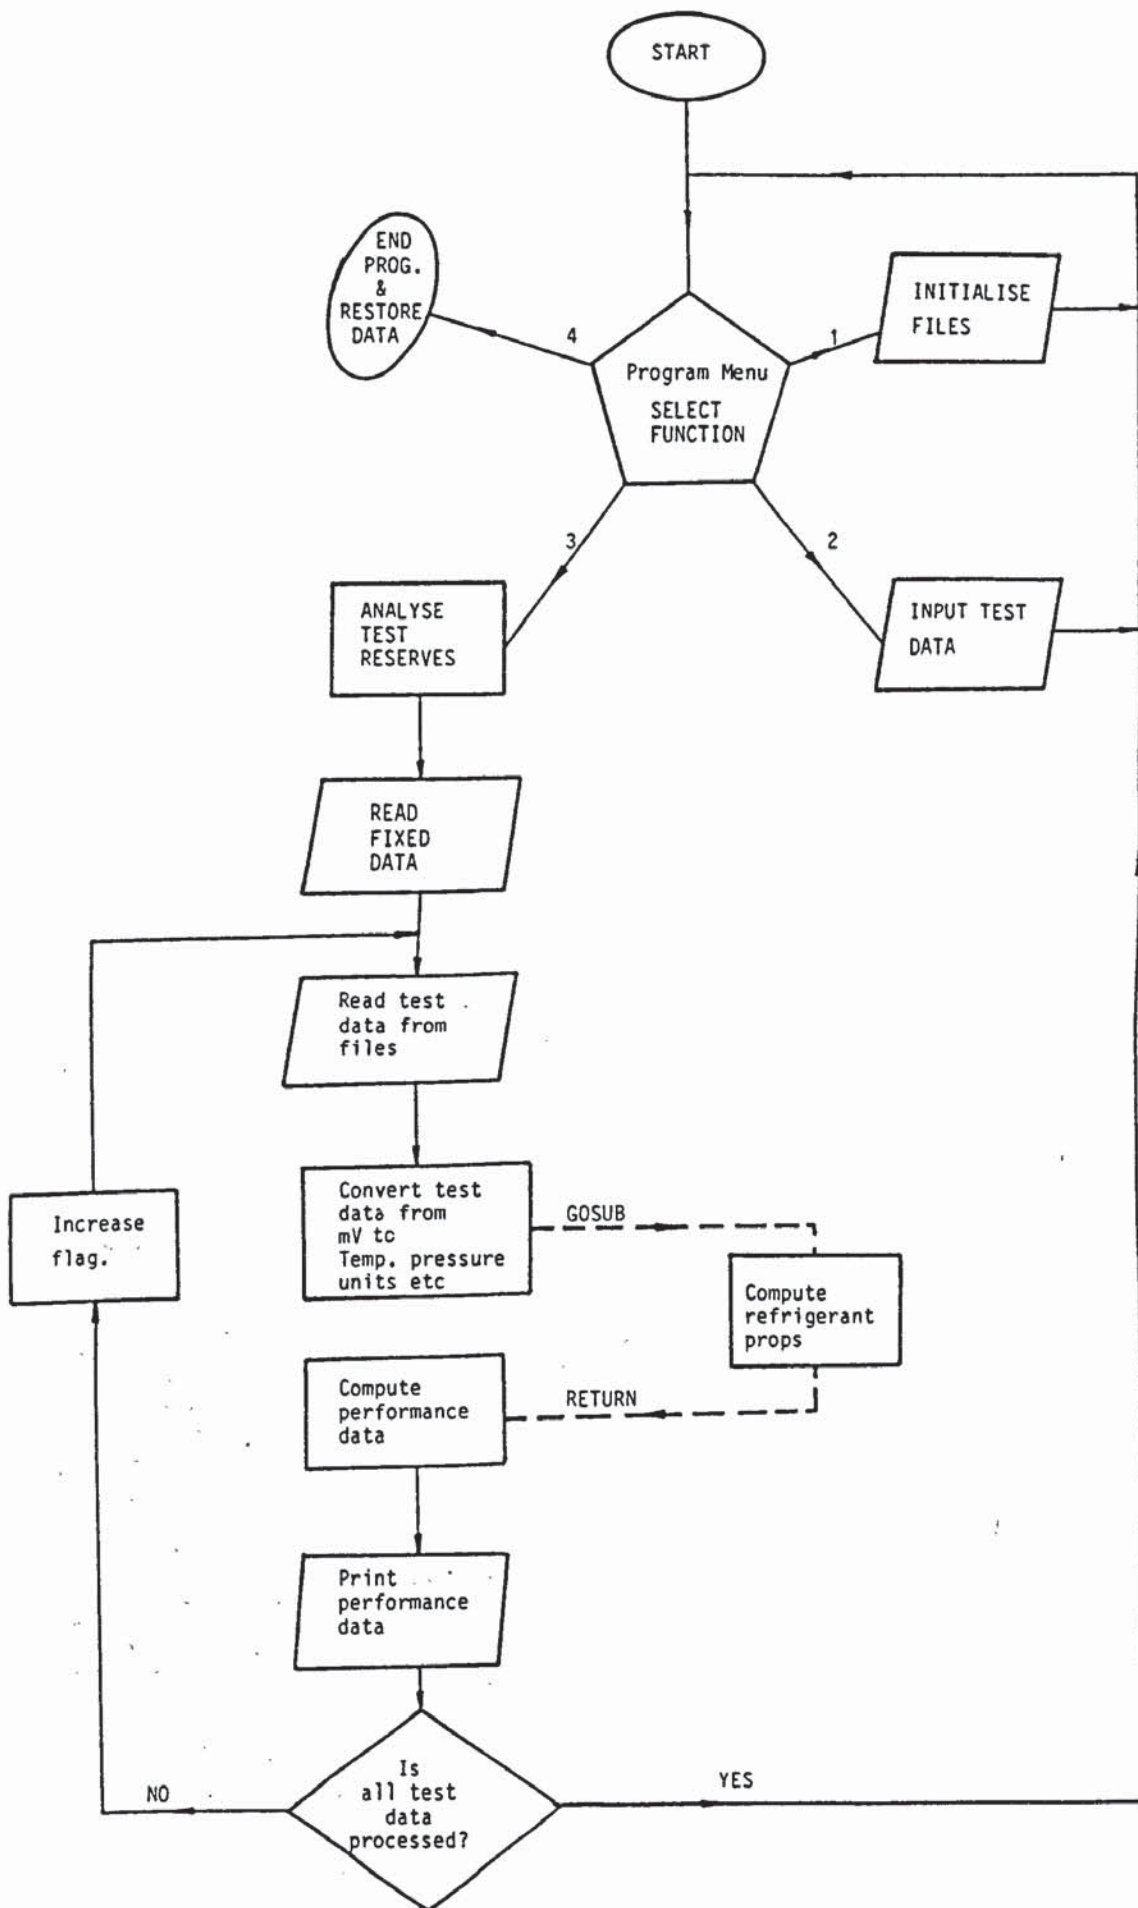 START
END
PROG.
&
RESTORE
DATA
4
Program Menu
SELECT
FUNCTION
1
INITIALISE
FILES
3
2
ANALYSE
TEST
RESERVES
INPUT TEST
DATA
READ
FIXED
DATA
Read test
data from
files
Increase
flag.
Convert test
data from
mV to
Temp. pressure
units etc
GOSUB
Compute
refrigerant
props
Compute
performance
data
RETURN
Print
performance
data
Is
all test
data
processed?
NO
YES